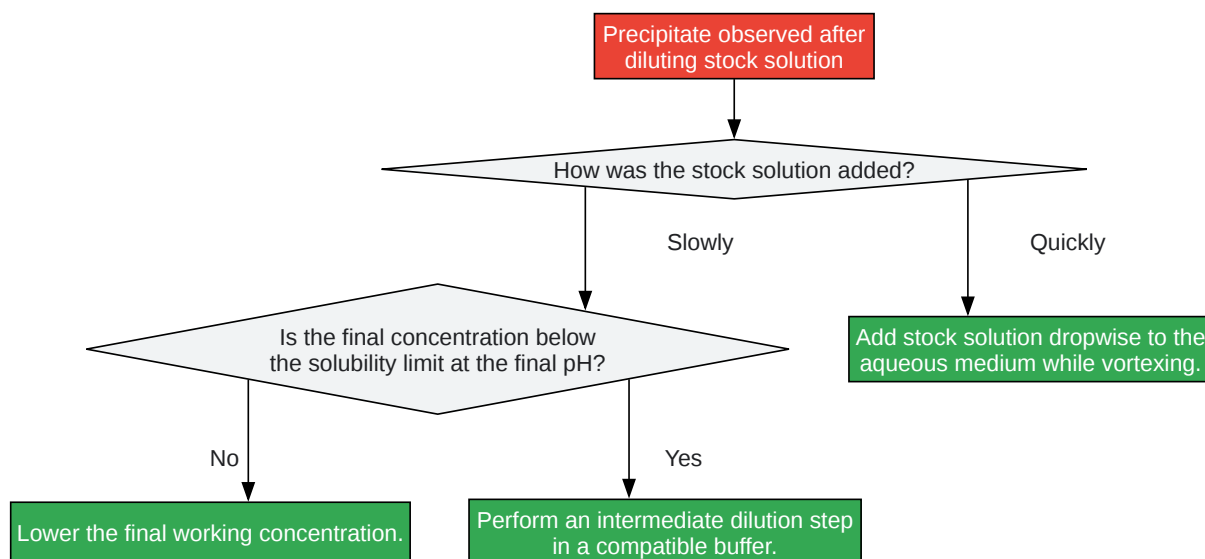 Precipitate observed after
diluting stock solution
How was the stock solution added?
Slowly
Quickly
Is the final concentration below
the solubility limit at the final pH?
Add stock solution dropwise to the
aqueous medium while vortexing.
No
Yes
Lower the final working concentration.
Perform an intermediate dilution step
in a compatible buffer.